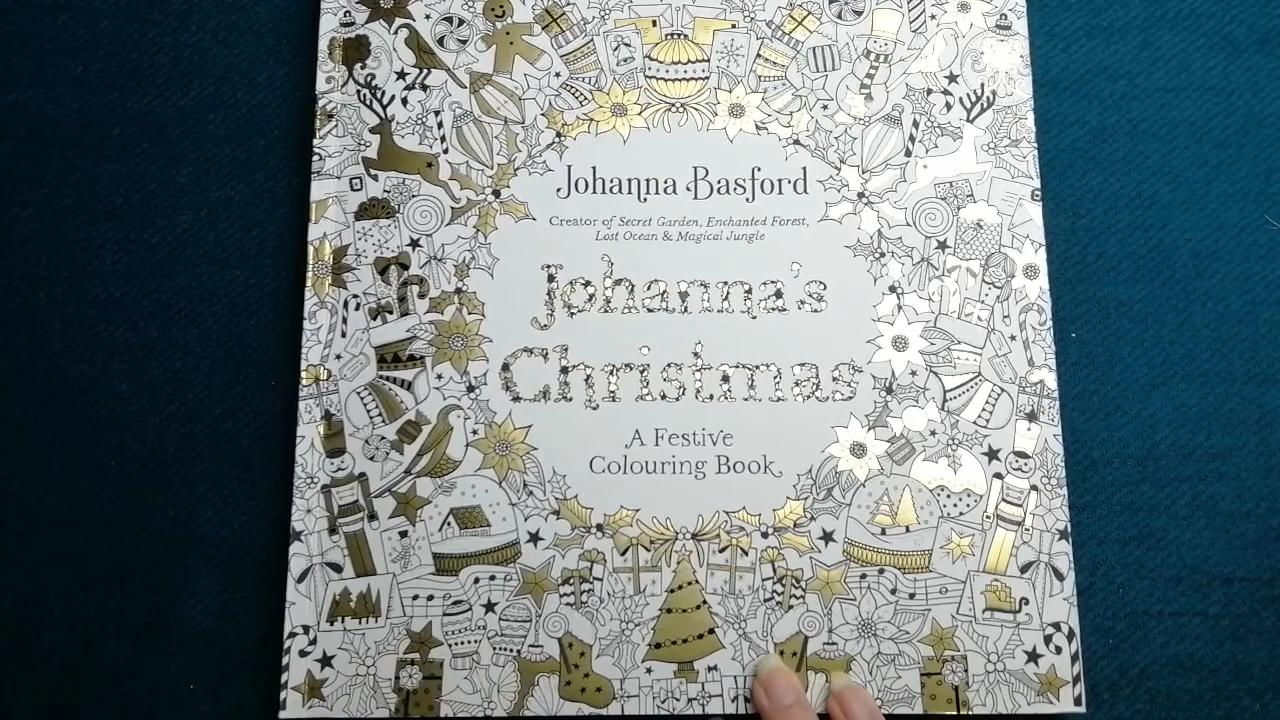 Johanna Basford
Creator of Secret Garden, Enchanted Forest,
Lost Ocean & Magical Jungle
Johanna's
Christmas
A Festive
Colouring Book